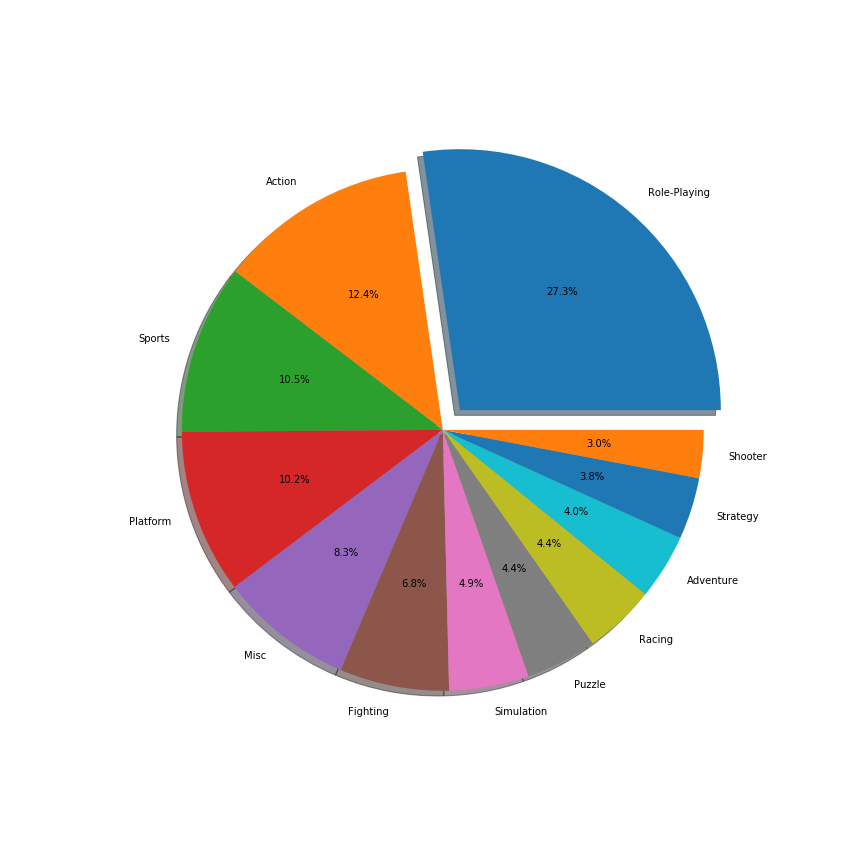 Role-Playing
27.3%
Action
12.4%
Sports
10.5%
Platform
10.2%
Misc
8.3%
Fighting
6.8%
Simulation
4.9%
Puzzle
4.4%
Racing
4.4%
Adventure
4.0%
Strategy
3.8%
Shooter
3.0%